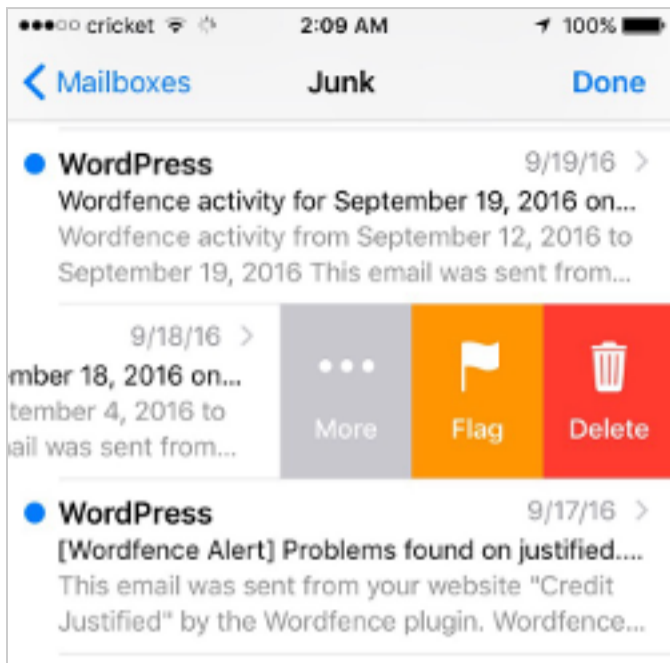 cricket 2:09 AM 100%
Mailboxes Junk Done
WordPress 9/19/16
Wordfence activity for September 19, 2016 on...
Wordfence activity from September 12, 2016 to
September 19, 2016 This email was sent from...
9/18/16
mber 18, 2016 on...
tember 4, 2016 to
ail was sent from...
More Flag Delete
WordPress 9/17/16
[Wordfence Alert] Problems found on justified....
This email was sent from your website "Credit
Justified" by the Wordfence plugin. Wordfence...